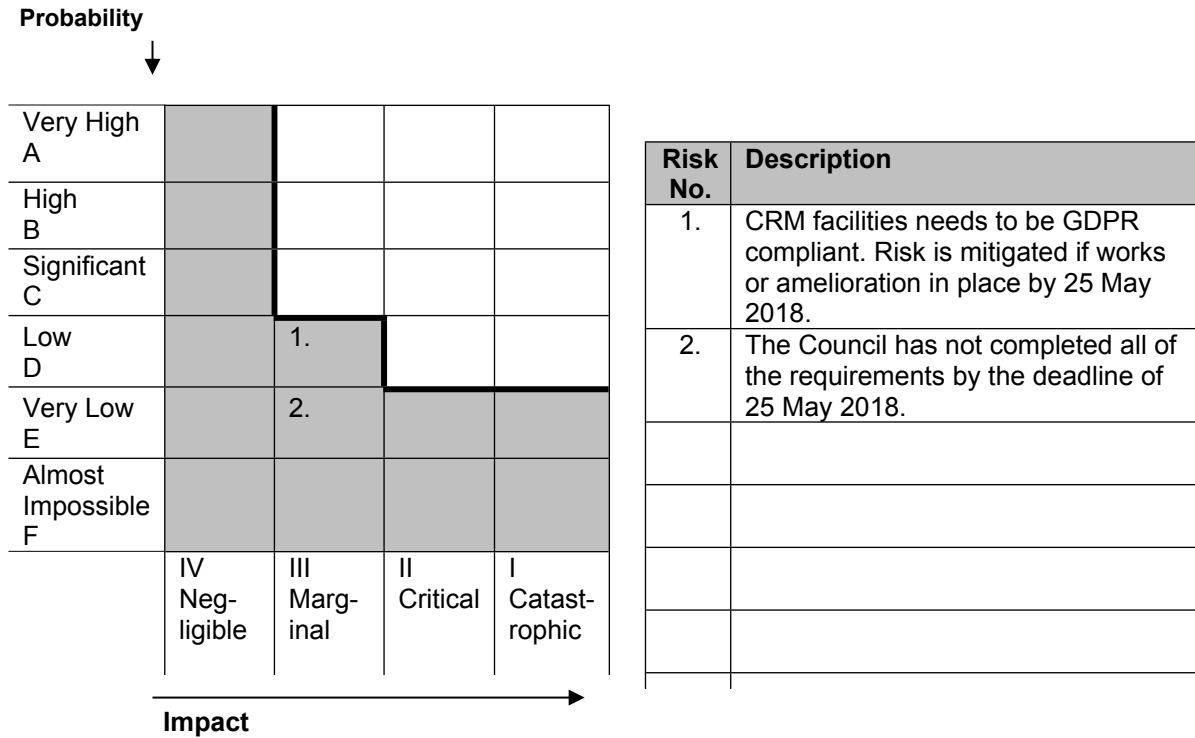 Probability
Very High
A
High
B
Significant
C
Low
D
1.
Very Low
E
2.
Almost
Impossible
F
IV
Neg-
ligible
III
Marg-
inal
II
Critical
I
Catast-
rophic
Impact
Risk
No.
Description
1.
CRM facilities needs to be GDPR
compliant. Risk is mitigated if works
or amelioration in place by 25 May
2018.
2.
The Council has not completed all of
the requirements by the deadline of
25 May 2018.